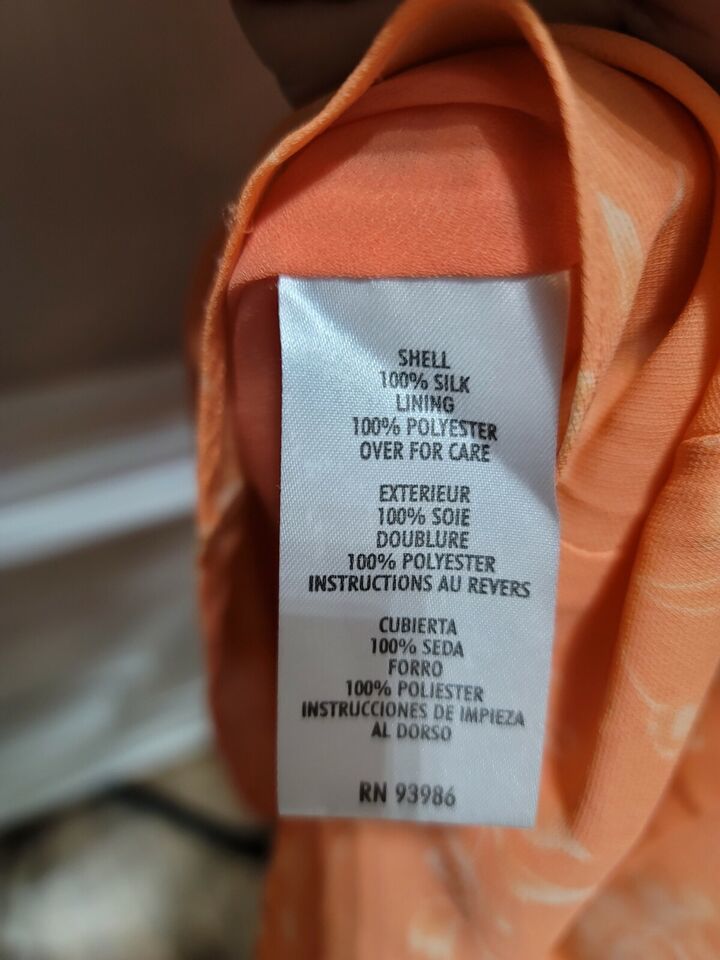 SHELL
100% SILK
LINING
100% POLYESTER
OVER FOR CARE
EXTERIEUR
100% SOIE
DOUBLURE
100% POLYESTER
INSTRUCTIONS AU REVERS
CUBIERTA
100% SEDA
FORRO
100% POLIESTER
INSTRUCCIONES DE IMPIEZA
AL DORSO
RN 93986